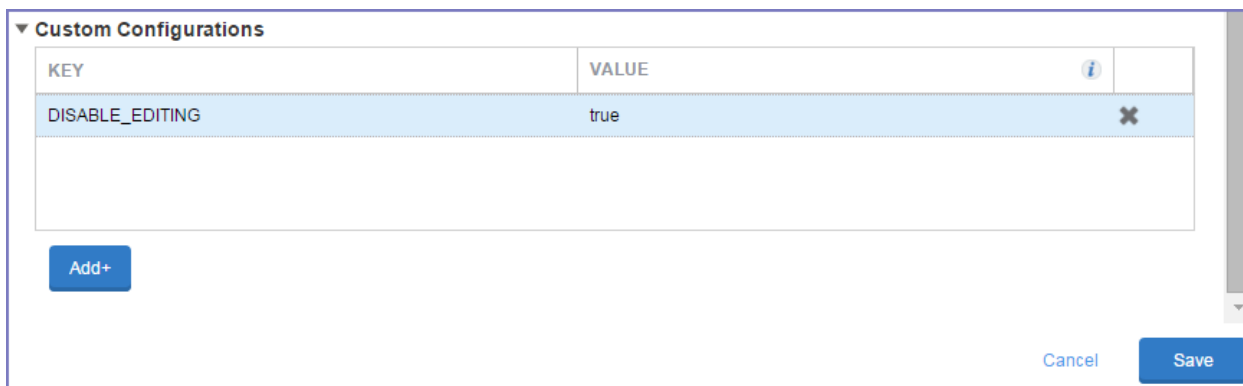 Custom Configurations
KEY VALUE i
DISABLE_EDITING true
Add+
Cancel Save